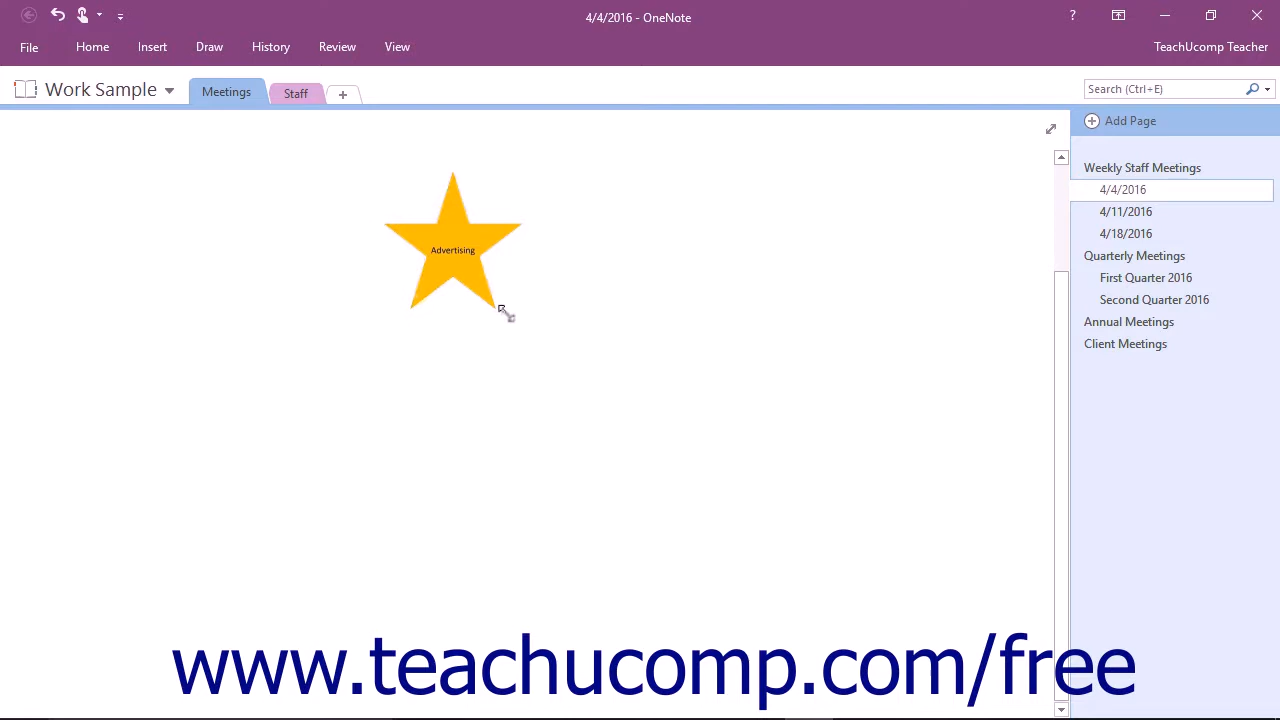 4/4/2016 - OneNote
?
File Home Insert Draw History Review View TeachUcomp Teacher
Work Sample Meetings Staff + Search (Ctrl+E)
Add Page
Weekly Staff Meetings
4/4/2016
4/11/2016
4/18/2016
Quarterly Meetings
First Quarter 2016
Second Quarter 2016
Annual Meetings
Client Meetings
Advertising
www.teachucomp.com/free